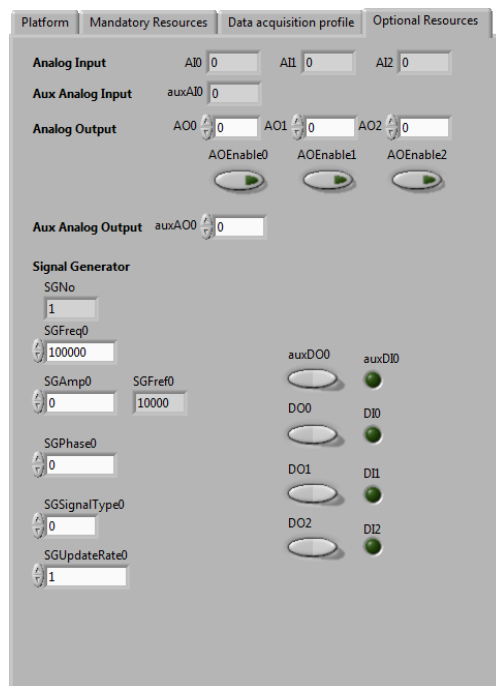 Platform Mandatory Resources Data acquisition profile Optional Resources
Analog Input AI0 0 AI1 0 AI2 0
Aux Analog Input auxAI0 0
Analog Output AO0 0 AO1 0 AO2 0
AOEnable0 AOEnable1 AOEnable2
Aux Analog Output auxAO0 0
Signal Generator
SGNo
1
SGFreq0
100000
auxDO0 auxDI0
SGAmp0 SGFref0
0 10000
DO0 DI0
SGPhase0
0
DO1 DI1
SGSignalType0
0
DO2 DI2
SGUpdateRate0
1